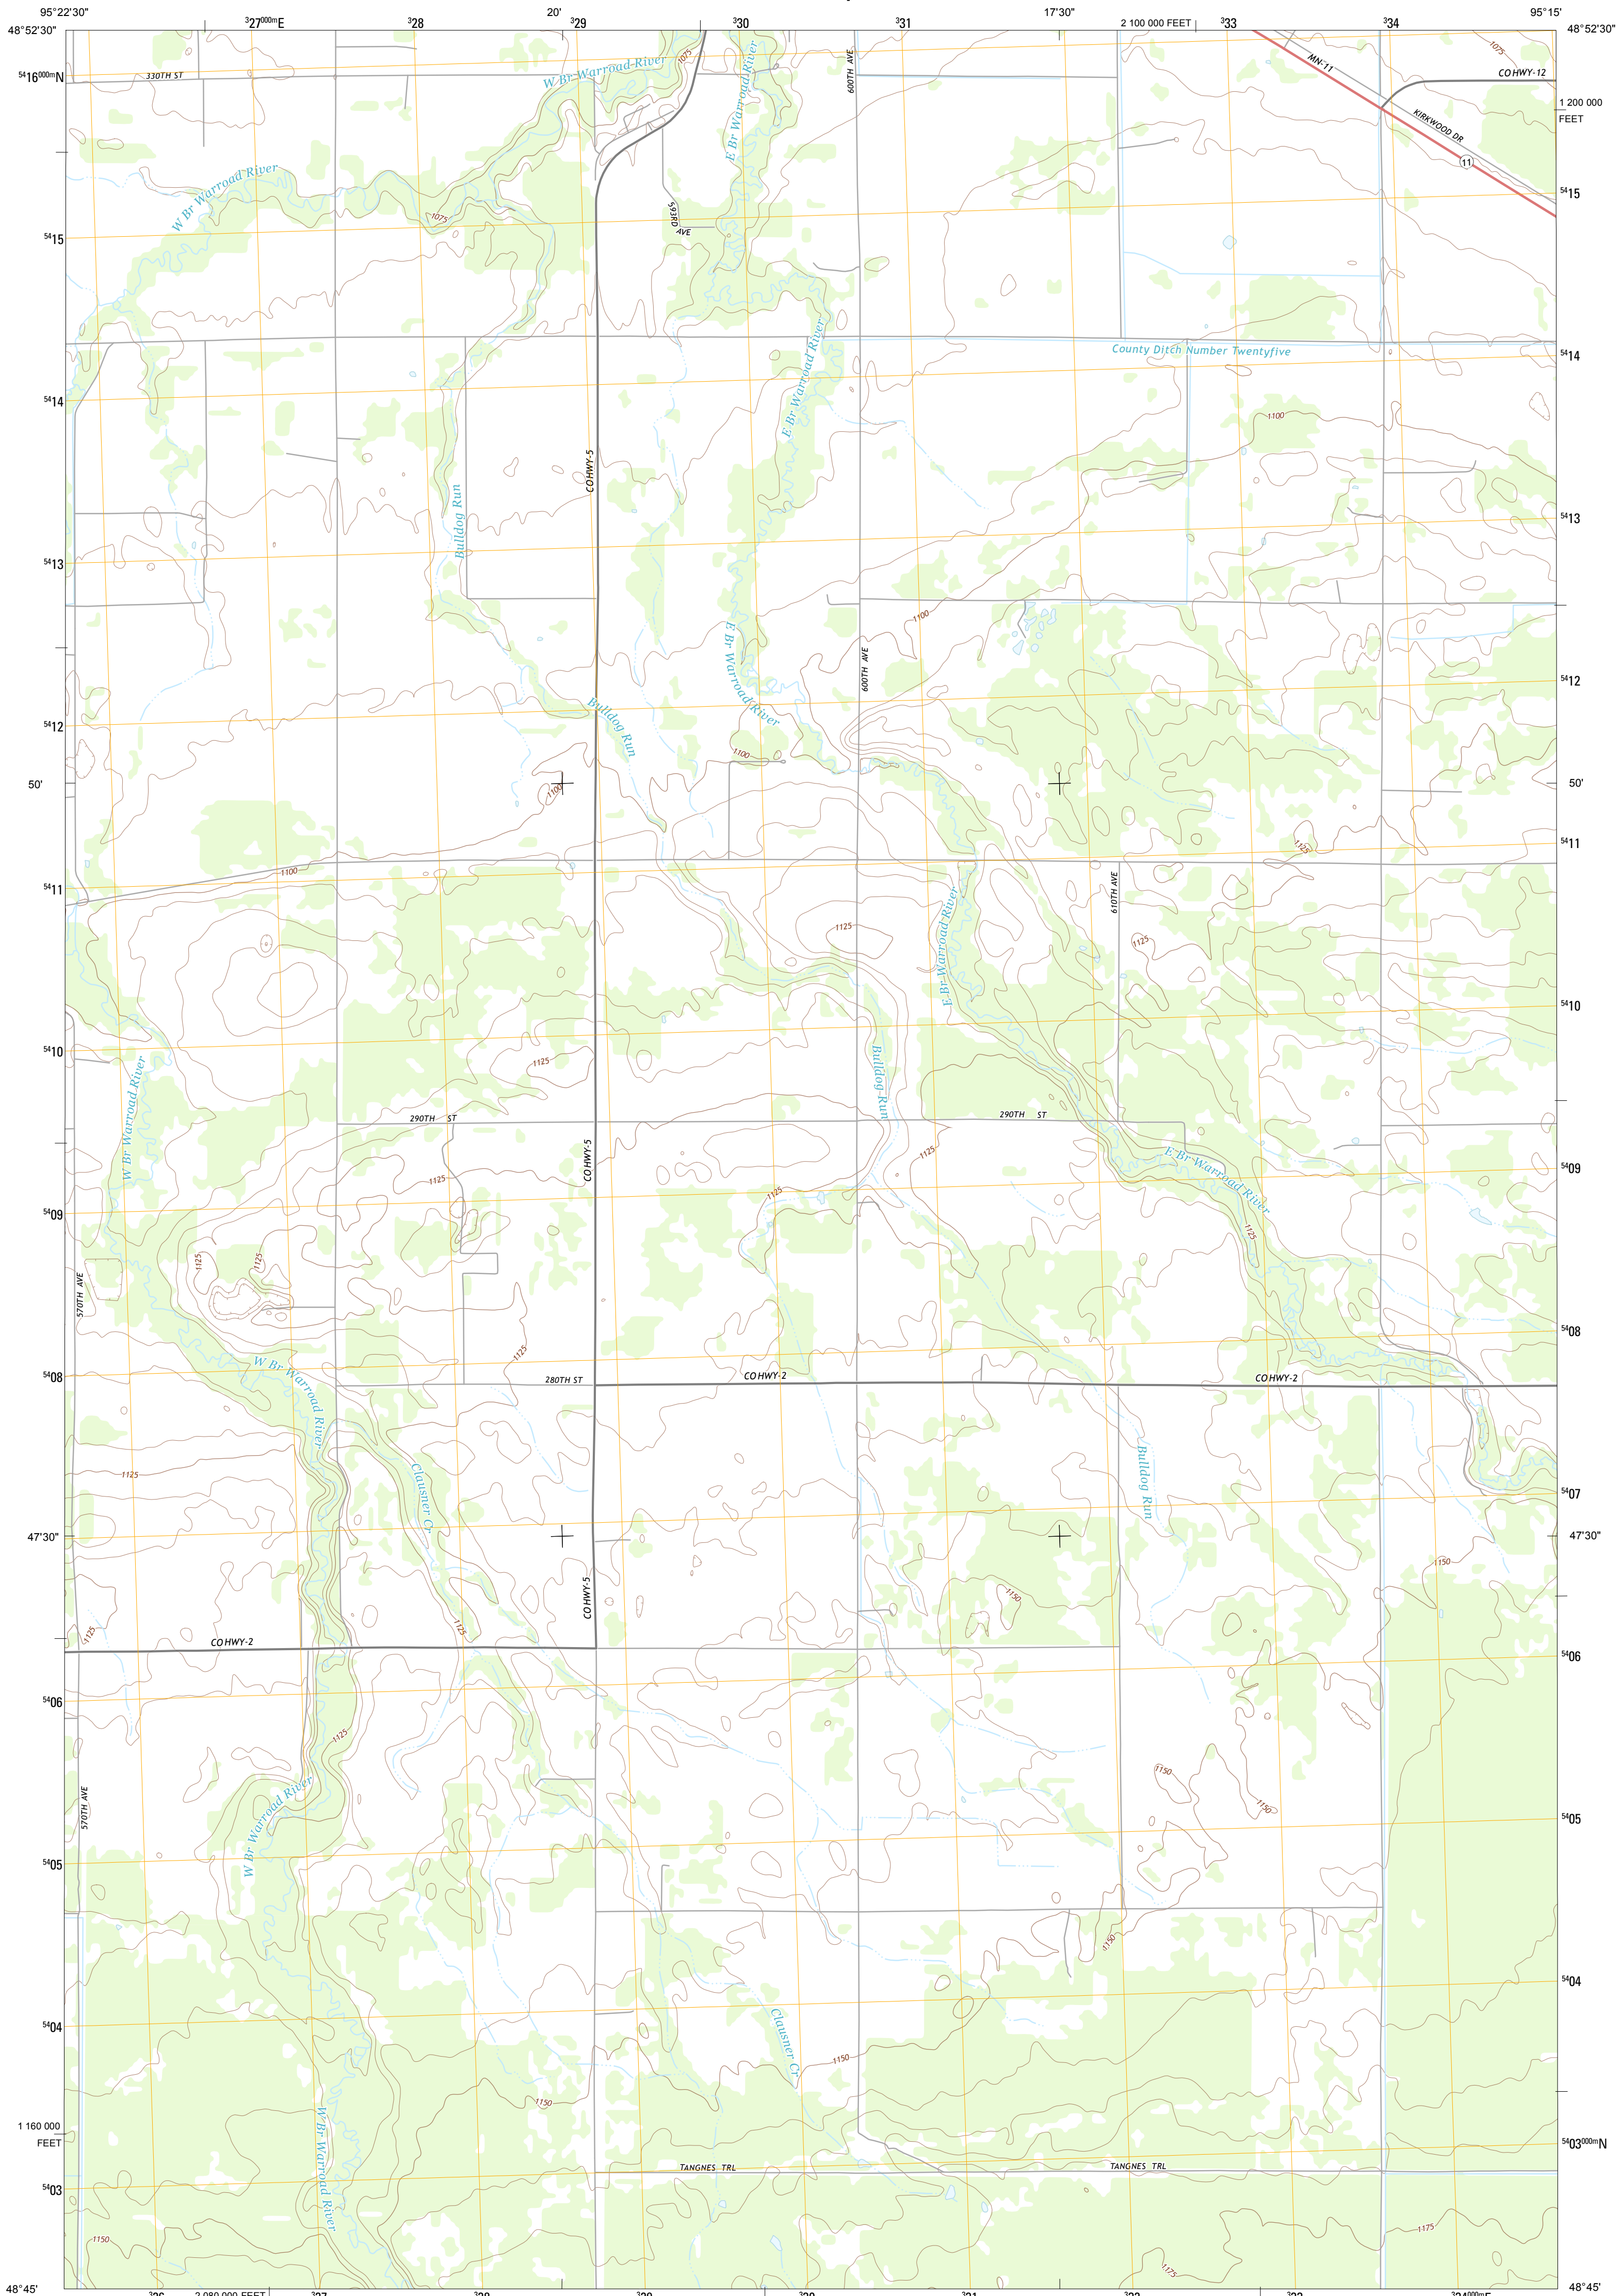 95°22'30"
³27⁰⁰⁰ᵐE
³28
20'
³29
³30
³31
17'30"
2 100 000 FEET
³33
³34
95°15'
48°52'30"
48°52'30"
⁵⁴16⁰⁰⁰ᵐN
330TH ST
W Br Warroad River
1075
E Br Warroad River
600TH AVE
MN-11
CO HWY-12
1075
1 200 000
FEET
KIRKWOOD DR
11
W Br Warroad River
1075
593RD
AVE
⁵⁴15
⁵⁴15
E Br Warroad River
County Ditch Number Twentyfive
⁵⁴14
⁵⁴14
1100
CO HWY-5
Bulldog Run
⁵⁴13
⁵⁴13
1100
E Br Warroad River
600TH AVE
⁵⁴12
⁵⁴12
Bulldog Run
1100
50'
50'
1100
1125
⁵⁴11
⁵⁴11
1100
610TH AVE
E Br Warroad River
1125
1125
⁵⁴10
⁵⁴10
W Br Warroad River
1125
Bulldog Run
290TH ST
290TH ST
CO HWY-5
1125
E Br Warroad River
⁵⁴09
⁵⁴09
1125
1125
1125
1125
1125
570TH AVE
⁵⁴08
⁵⁴08
W Br Warroad River
1125
280TH ST
CO HWY-2
CO HWY-2
1125
Clausner Cr
Bulldog Run
⁵⁴07
47'30"
47'30"
1150
1150
CO HWY-5
1125
1125
CO HWY-2
⁵⁴06
⁵⁴06
1125
1150
1150
W Br Warroad River
570TH AVE
⁵⁴05
⁵⁴05
1150
⁵⁴04
⁵⁴04
Clausner Cr
1150
1150
W Br Warroad River
1 160 000
FEET
⁵⁴03⁰⁰⁰ᵐN
TANGNES TRL
TANGNES TRL
⁵⁴03
1150
1175
1175
48°45'
2 080 000 FEET
48°45'